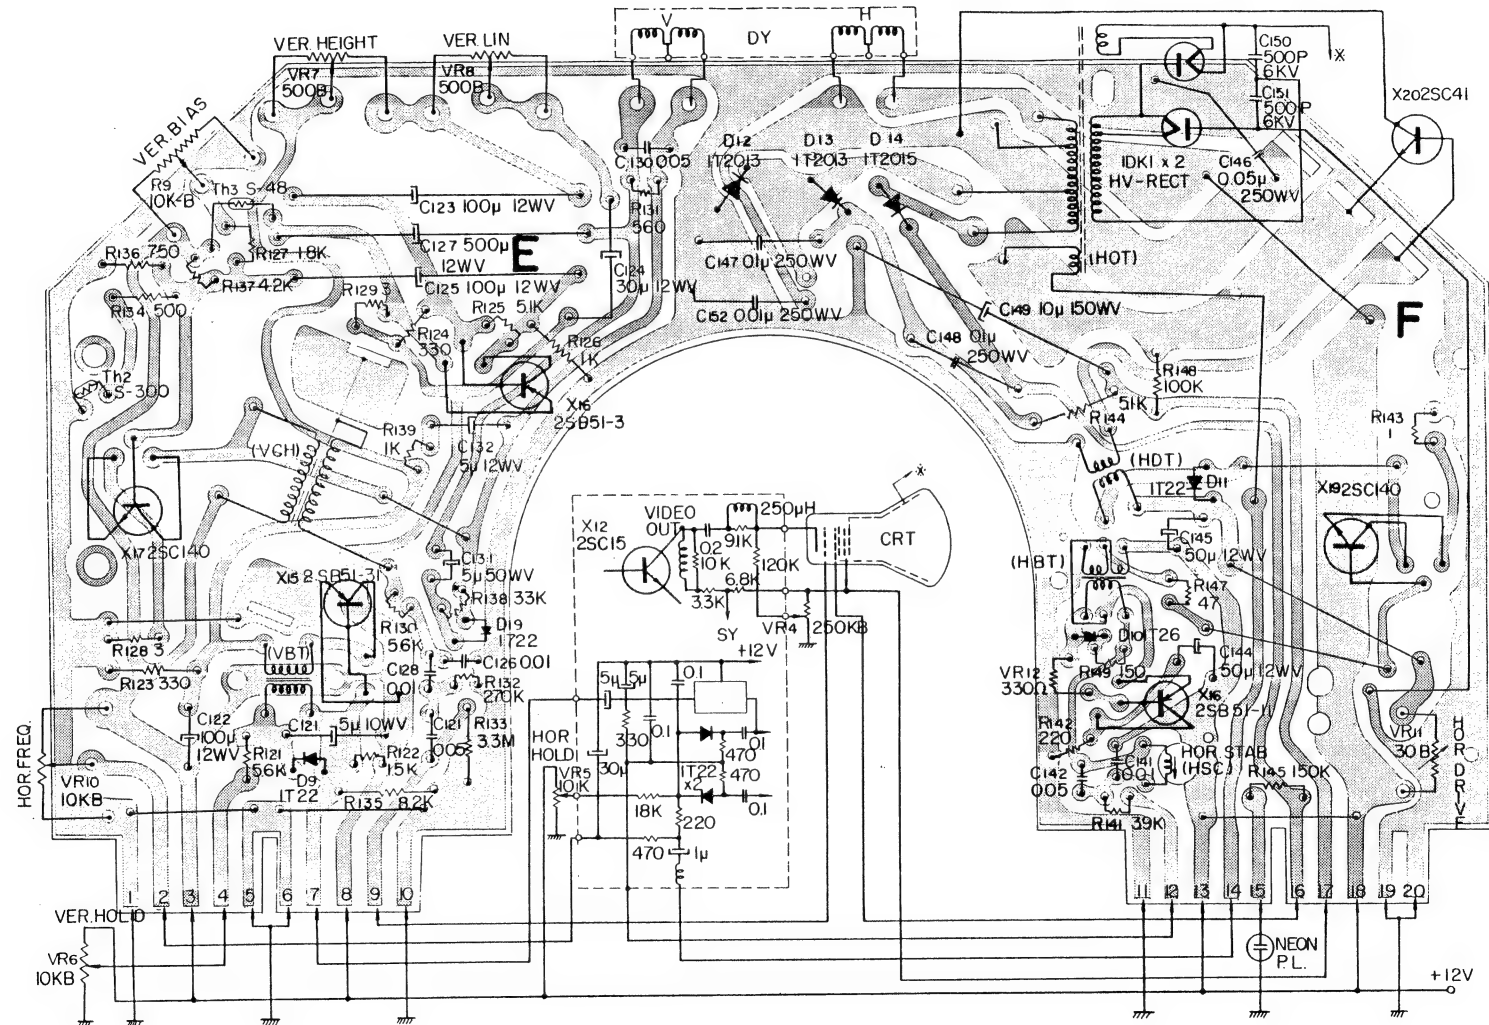 V
H
DY
VER. HEIGHT
VR7
500B
VER. LIN
VR8
500B
C150
500P
6KV
C151
500P
6KV
X20 2SC41
VER. BIAS
R9
10K-B
Th3 S-48
C130 .005
D12
1T2013
D13
1T2013
D14
1T2015
1DK1 x 2
HV-RECT
C146
0.05μ
250WV
C123 100μ 12WV
R131
560
R136 750
R127 1.8K
C127 500μ
12WV
E
C147 0.1μ 250WV
(HOT)
R137 4.2K
C125 100μ 12WV
C124
30μ 12WV
R134 500
R129 3
R125
5.1K
C152 0.01μ 250WV
C149 10μ 150WV
F
R124
330
R126
1K
C148 0.1μ
250WV
Th2
S-300
R148
100K
X16
2SB51-3
51K
R144
R143
1
R139
1K
C132
5μ 12WV
(VCH)
(HDT)
D11
1T22
X19 2SC140
250μH
VIDEO
OUT
X12
2SC15
CRT
9.1K
0.2
10K
120K
6.8K
3.3K
SY
VR4
250KB
X17 2SC140
C131
5μ 50WV
C145
50μ 12WV
(HBT)
X15 2SB51-31
R138 33K
R147
47
D19
1T22
R130
56K
R128 3
(VBT)
C128
0.01
C126 0.01
D10 1T26
C144
50μ 12WV
+12V
R123 330
R132
270K
VR12
330Ω
R149 150
X16
2SB51-11
5μ
5μ
0.1
C122
100μ
12WV
C121
5μ 10WV
C121
.005
R133
3.3M
R142
220
HOR. FREQ.
VR10
10KB
R121
5.6K
R122
15K
D9
1T22
R135 8.2K
HOR
HOLD
VR5
330
0.1
30μ
470
470
0.1
1T22
x2
18K
220
470
1μ
HOR STAB
(HSC)
C141
C142
.005
R145 150K
R141 39K
VR11
30B
HOR DRIVE
1 2 3 4 5 6 7 8 9 10
11 12 13 14 15 16 17 18 19 20
VER. HOLD
VR6
10KB
NEON
P.L.
+12V